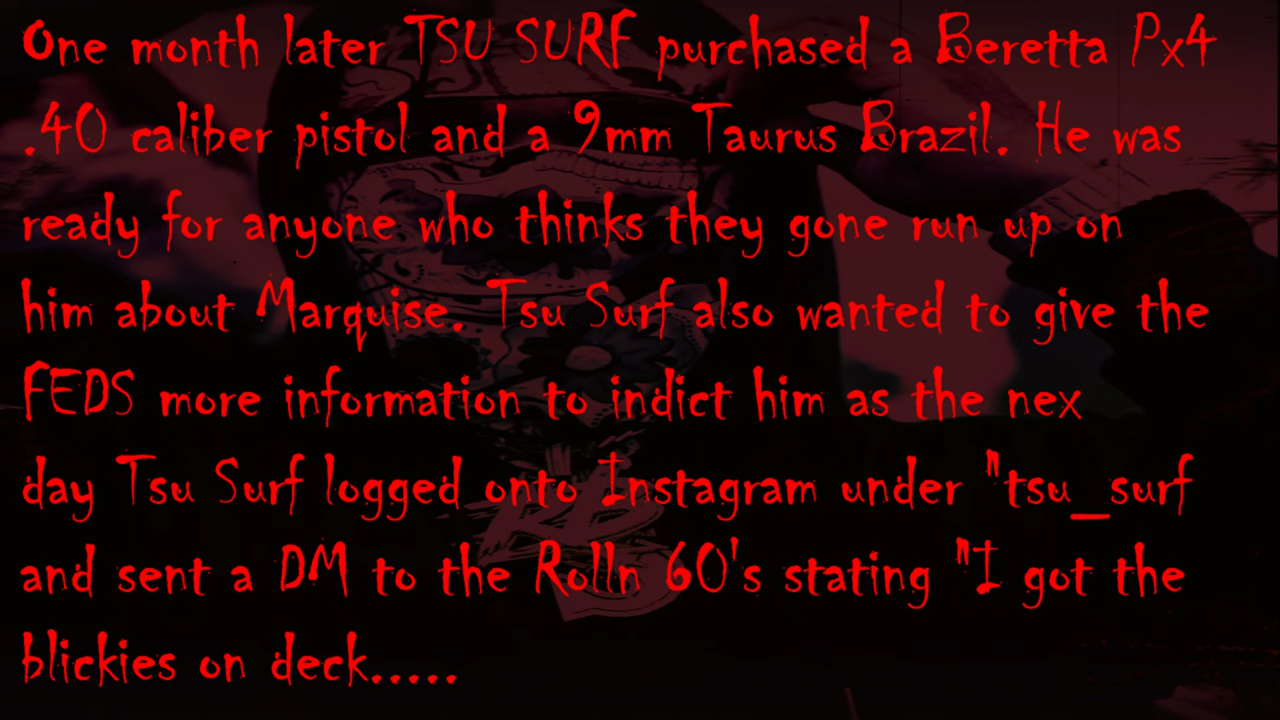 One month later TSU SURF purchased a Beretta Px4
.40 caliber pistol and a 9mm Taurus Brazil. He was
ready for anyone who thinks they gone run up on
him about Marquise. Tsu Surf also wanted to give the
FEDS more information to indict him as the nex
day Tsu Surf logged onto Instagram under "tsu_surf
and sent a DM to the Rolln 60's stating "I got the
blickies on deck.....